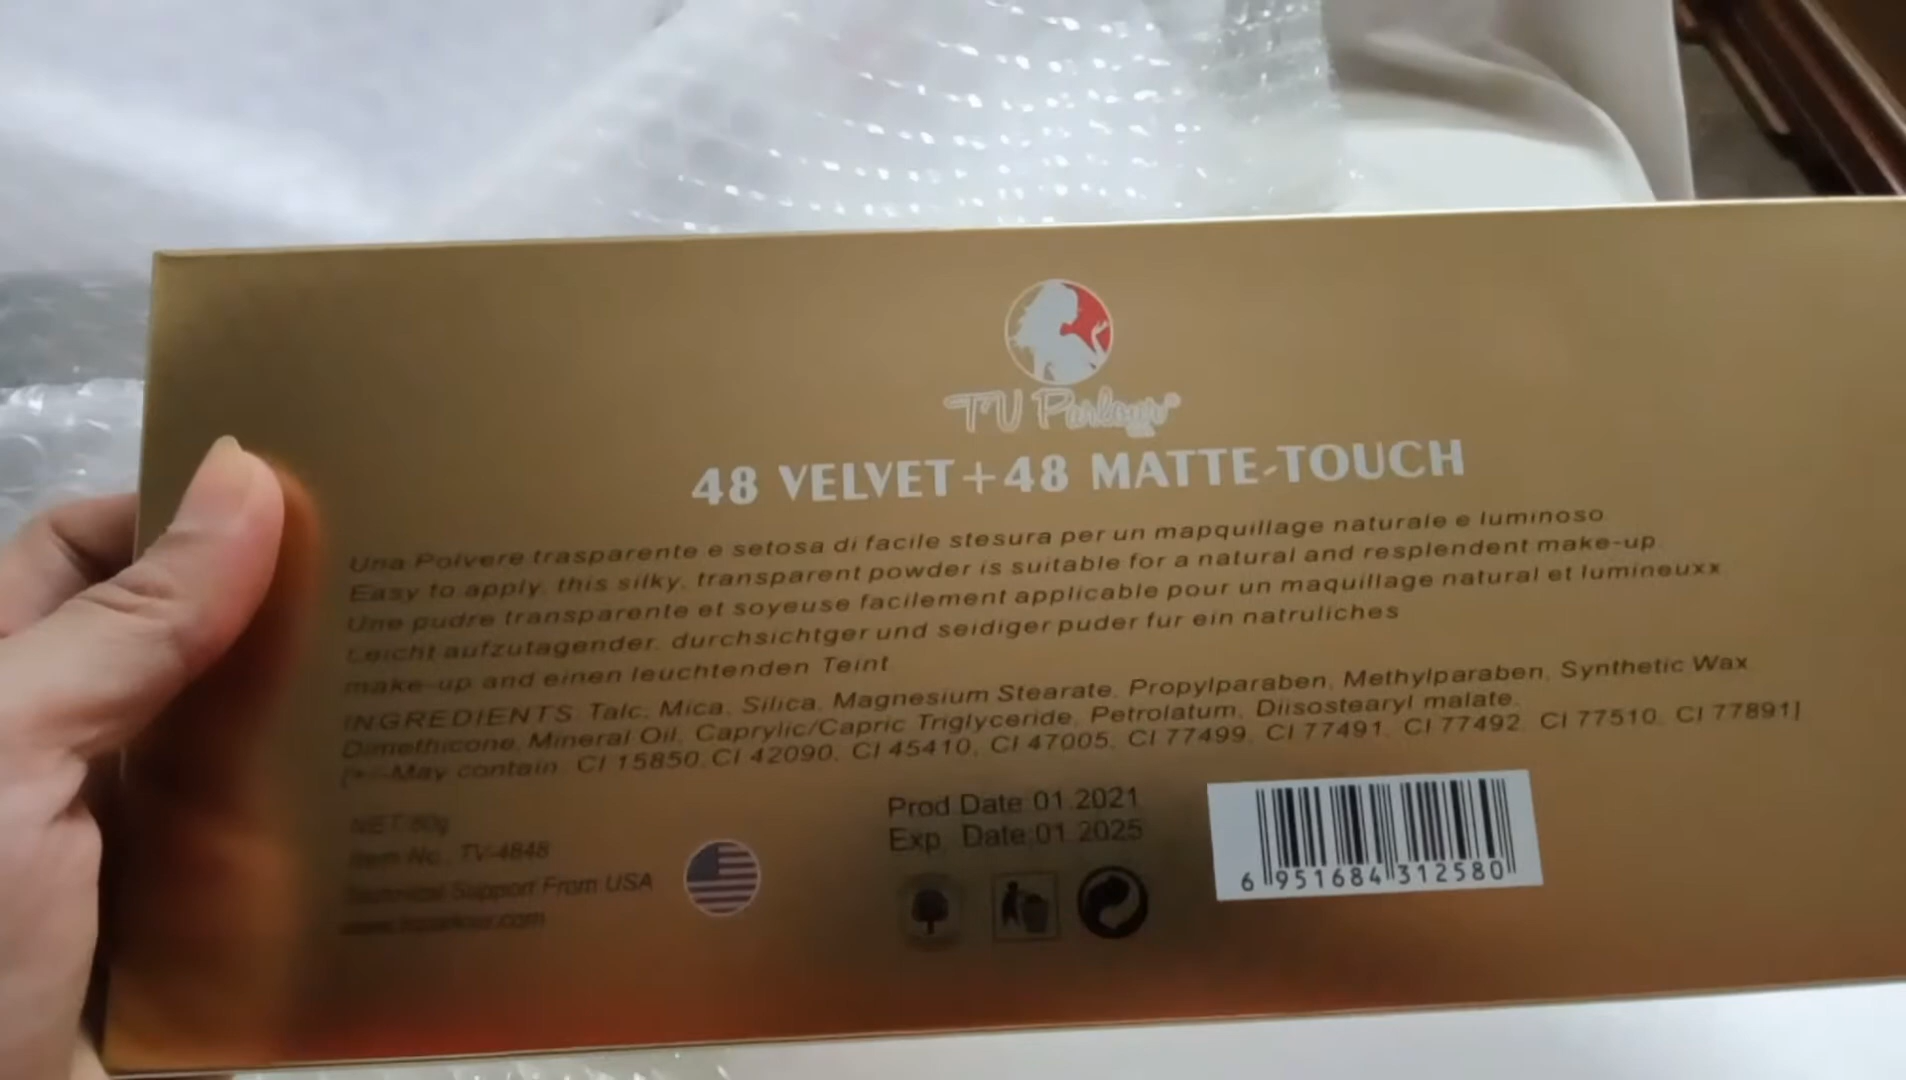 TV Parlour®
48 VELVET+48 MATTE-TOUCH
Una Polvere trasparente e setosa di facile stesura per un mapquillage naturale e luminoso
Easy to apply, this silky, transparent powder is suitable for a natural and resplendent make-up
Une pudre transparente et soyeuse facilement applicable pour un maquillage natural et lumineuxx
Leicht aufzutagender, durchsichtger und seidiger puder fur ein natruliches
make-up and einen leuchtenden Teint
INGREDIENTS: Talc, Mica, Silica, Magnesium Stearate, Propylparaben, Methylparaben, Synthetic Wax
Dimethicone, Mineral Oil, Caprylic/Capric Triglyceride, Petrolatum, Diisostearyl malate.
[+/-May contain: CI 15850, CI 42090, CI 45410, CI 47005, CI 77499, CI 77491, CI 77492, CI 77510, CI 77891]
NET:80g
Item No.: TV-4848
Technical Support From USA
Prod Date:01.2021
Exp Date:01.2025
6 951684 312580